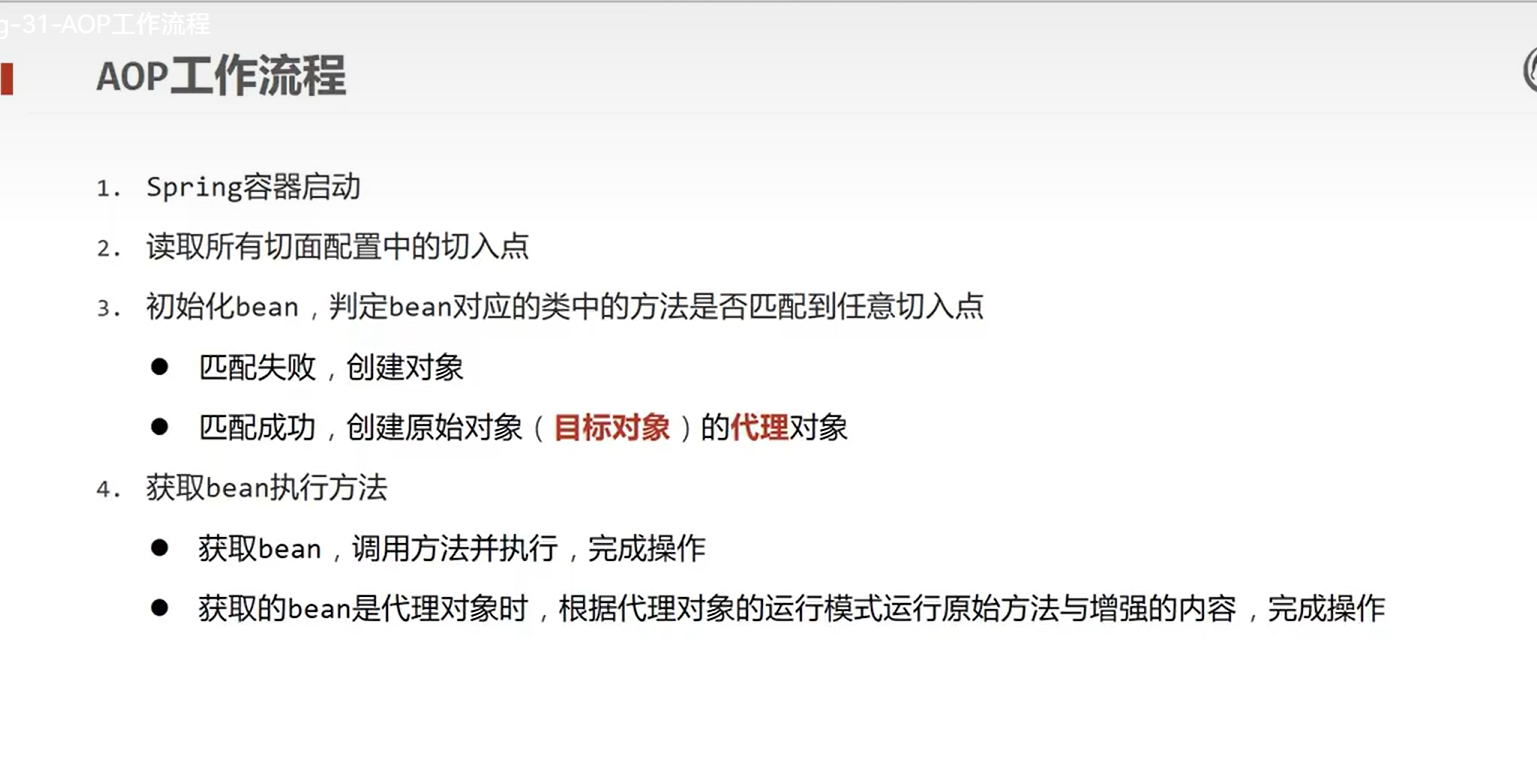 g-31-AOP工作流程
AOP工作流程
1. Spring容器启动
2. 读取所有切面配置中的切入点
3. 初始化bean，判定bean对应的类中的方法是否匹配到任意切入点
● 匹配失败，创建对象
● 匹配成功，创建原始对象（目标对象）的代理对象
4. 获取bean执行方法
● 获取bean，调用方法并执行，完成操作
● 获取的bean是代理对象时，根据代理对象的运行模式运行原始方法与增强的内容，完成操作